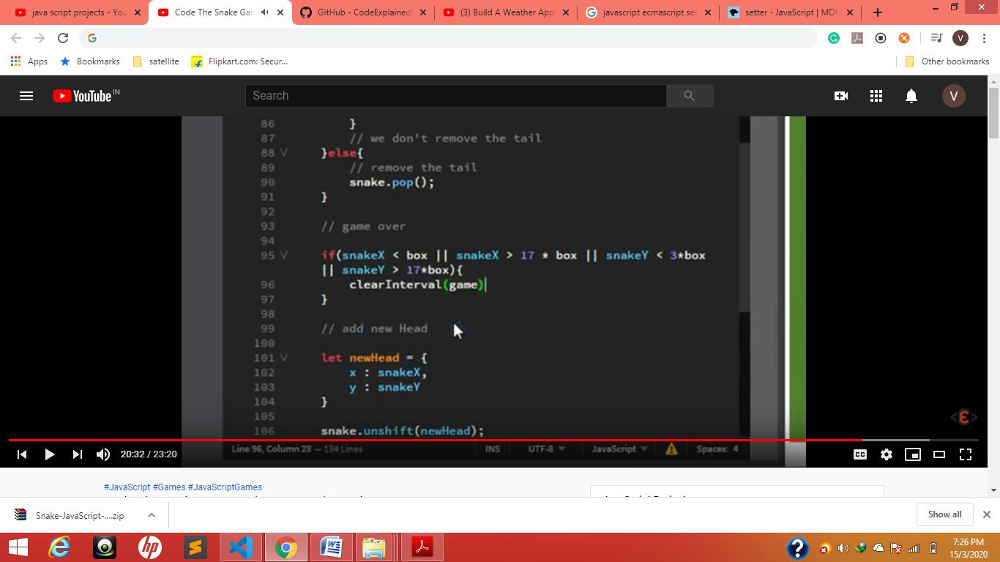 java script projects - You
Code The Snake Gam
GitHub - CodeExplained
(3) Build A Weather App
javascript ecmascript set
setter - JavaScript | MDN
V
Apps
Bookmarks
satellite
Flipkart.com: Secur...
Other bookmarks
YouTube IN
Search
V
86 }
87 // we don't remove the tail
88 }else{
89 // remove the tail
90 snake.pop();
91 }
92
93 // game over
94
95 if(snakeX < box || snakeX > 17 * box || snakeY < 3*box
|| snakeY > 17*box){
96 clearInterval(game)
97 }
98
99 // add new Head
100
101 let newHead = {
102 x : snakeX,
103 y : snakeY
104 }
105
106 snake.unshift(newHead);
Line 96, Column 28 — 134 Lines
INS
UTF-8
JavaScript
Spaces: 4
20:32 / 23:20
CC
#JavaScript #Games #JavaScriptGames
Snake-JavaScript-....zip
Show all
7:26 PM
15/3/2020